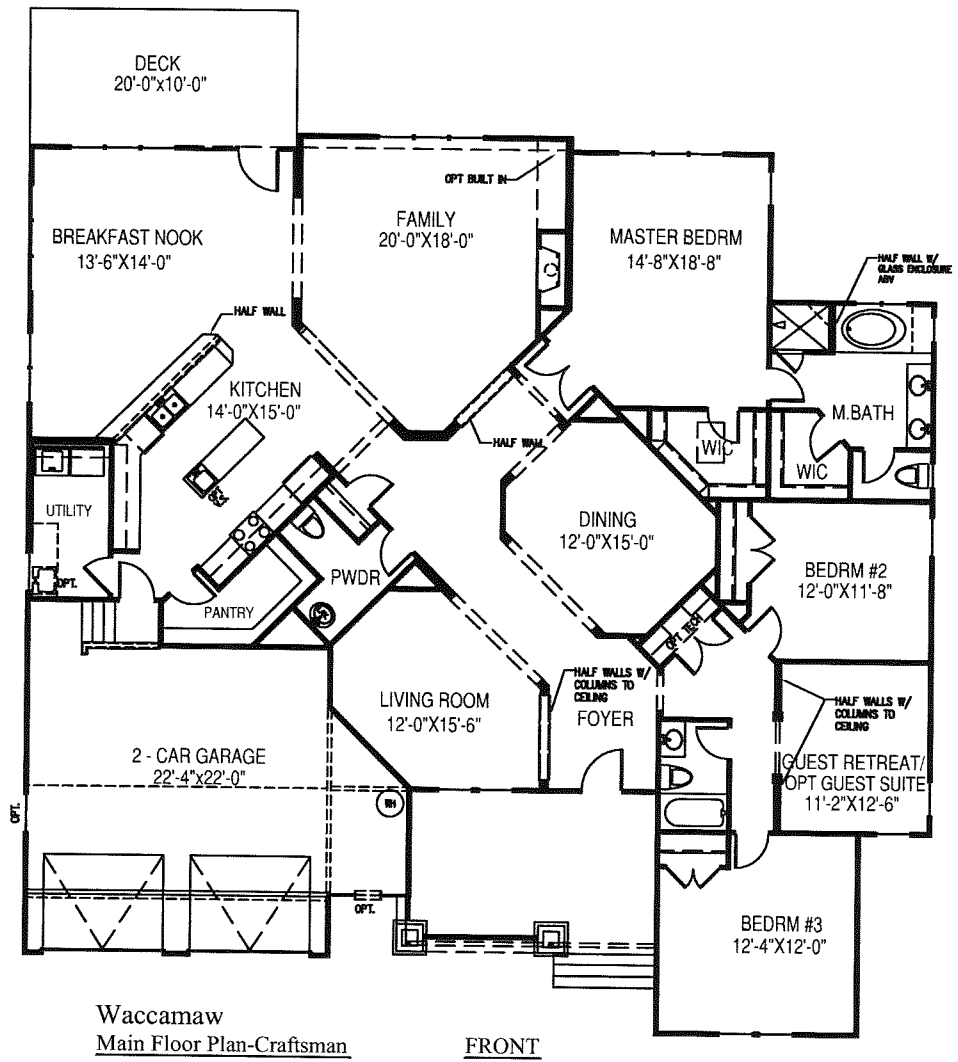 DECK
20'-0"x10'-0"
OPT BUILT IN
BREAKFAST NOOK
13'-6"X14'-0"
FAMILY
20'-0"X18'-0"
MASTER BEDRM
14'-8"X18'-8"
HALF WALL W/
GLASS ENCLOSURE
ABV
HALF WALL
KITCHEN
14'-0"X15'-0"
M.BATH
HALF WALL
WIC
WIC
UTILITY
OPT.
DINING
12'-0"X15'-0"
PWDR
PANTRY
BEDRM #2
12'-0"X11'-8"
OPT TECH
HALF WALLS W/
COLUMNS TO
CEILING
LIVING ROOM
12'-0"X15'-6"
FOYER
HALF WALLS W/
COLUMNS TO
CEILING
2 - CAR GARAGE
22'-4"x22'-0"
GUEST RETREAT/
OPT GUEST SUITE
11'-2"X12'-6"
WH
OPT.
OPT.
BEDRM #3
12'-4"X12'-0"
Waccamaw
Main Floor Plan-Craftsman
FRONT